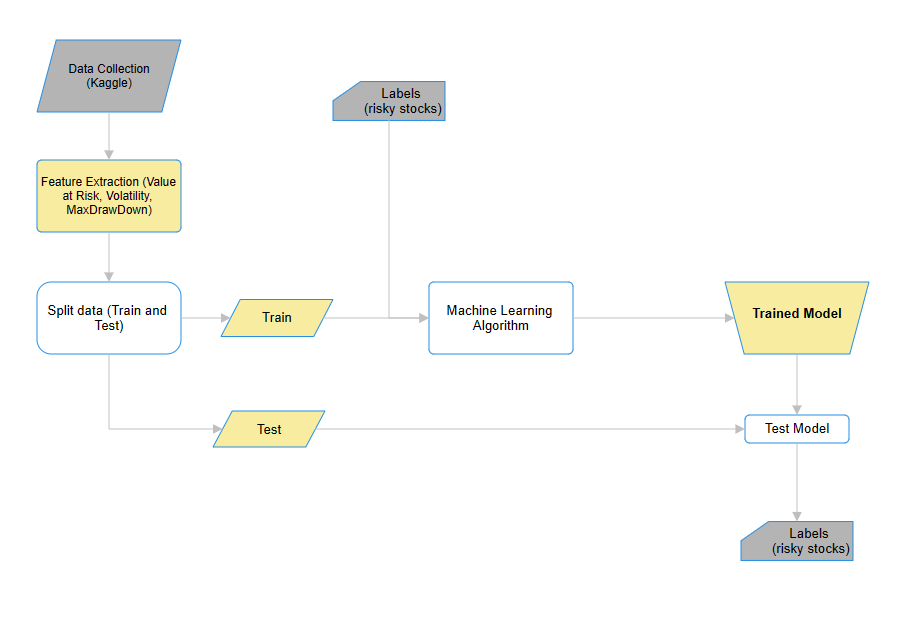 Data Collection
(Kaggle)
Labels
(risky stocks)
Feature Extraction (Value
at Risk, Volatility,
MaxDrawDown)
Split data (Train and
Test)
Train
Machine Learning
Algorithm
Trained Model
Test
Test Model
Labels
(risky stocks)